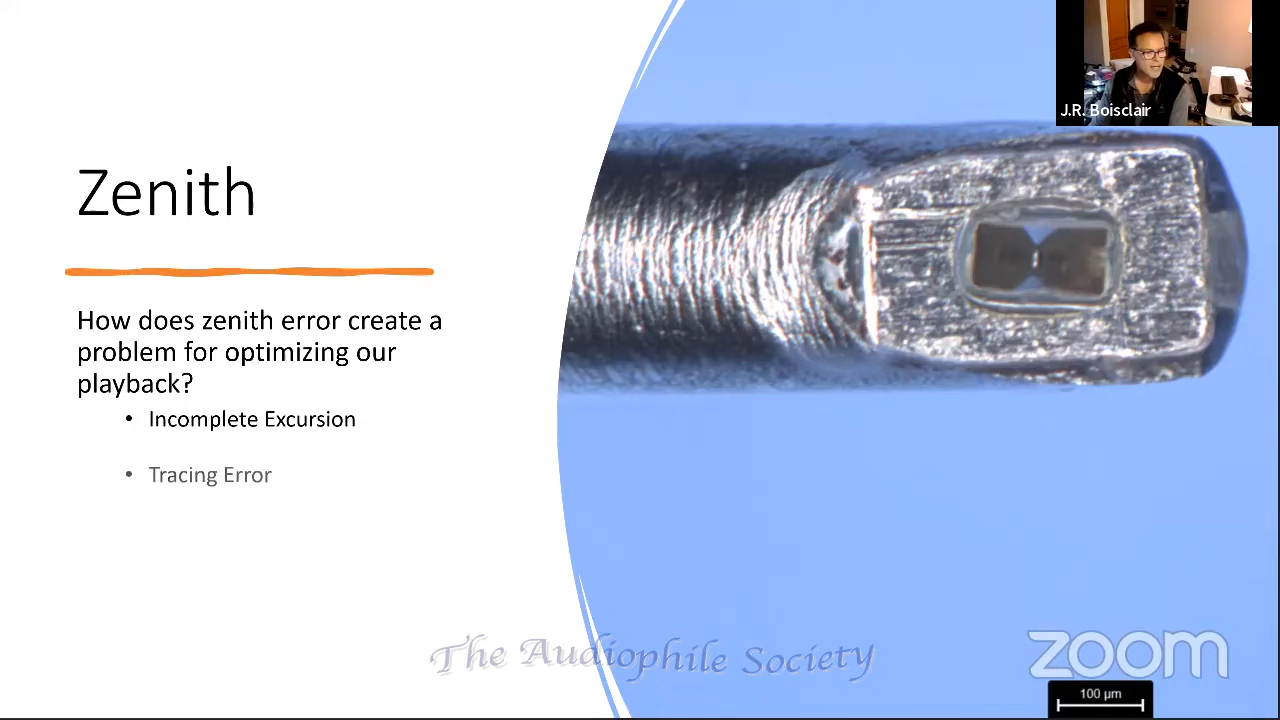 J.R. Boisclair
Zenith
How does zenith error create a
problem for optimizing our
playback?
• Incomplete Excursion
• Tracing Error
The Audiophile Society
zoom
100 µm